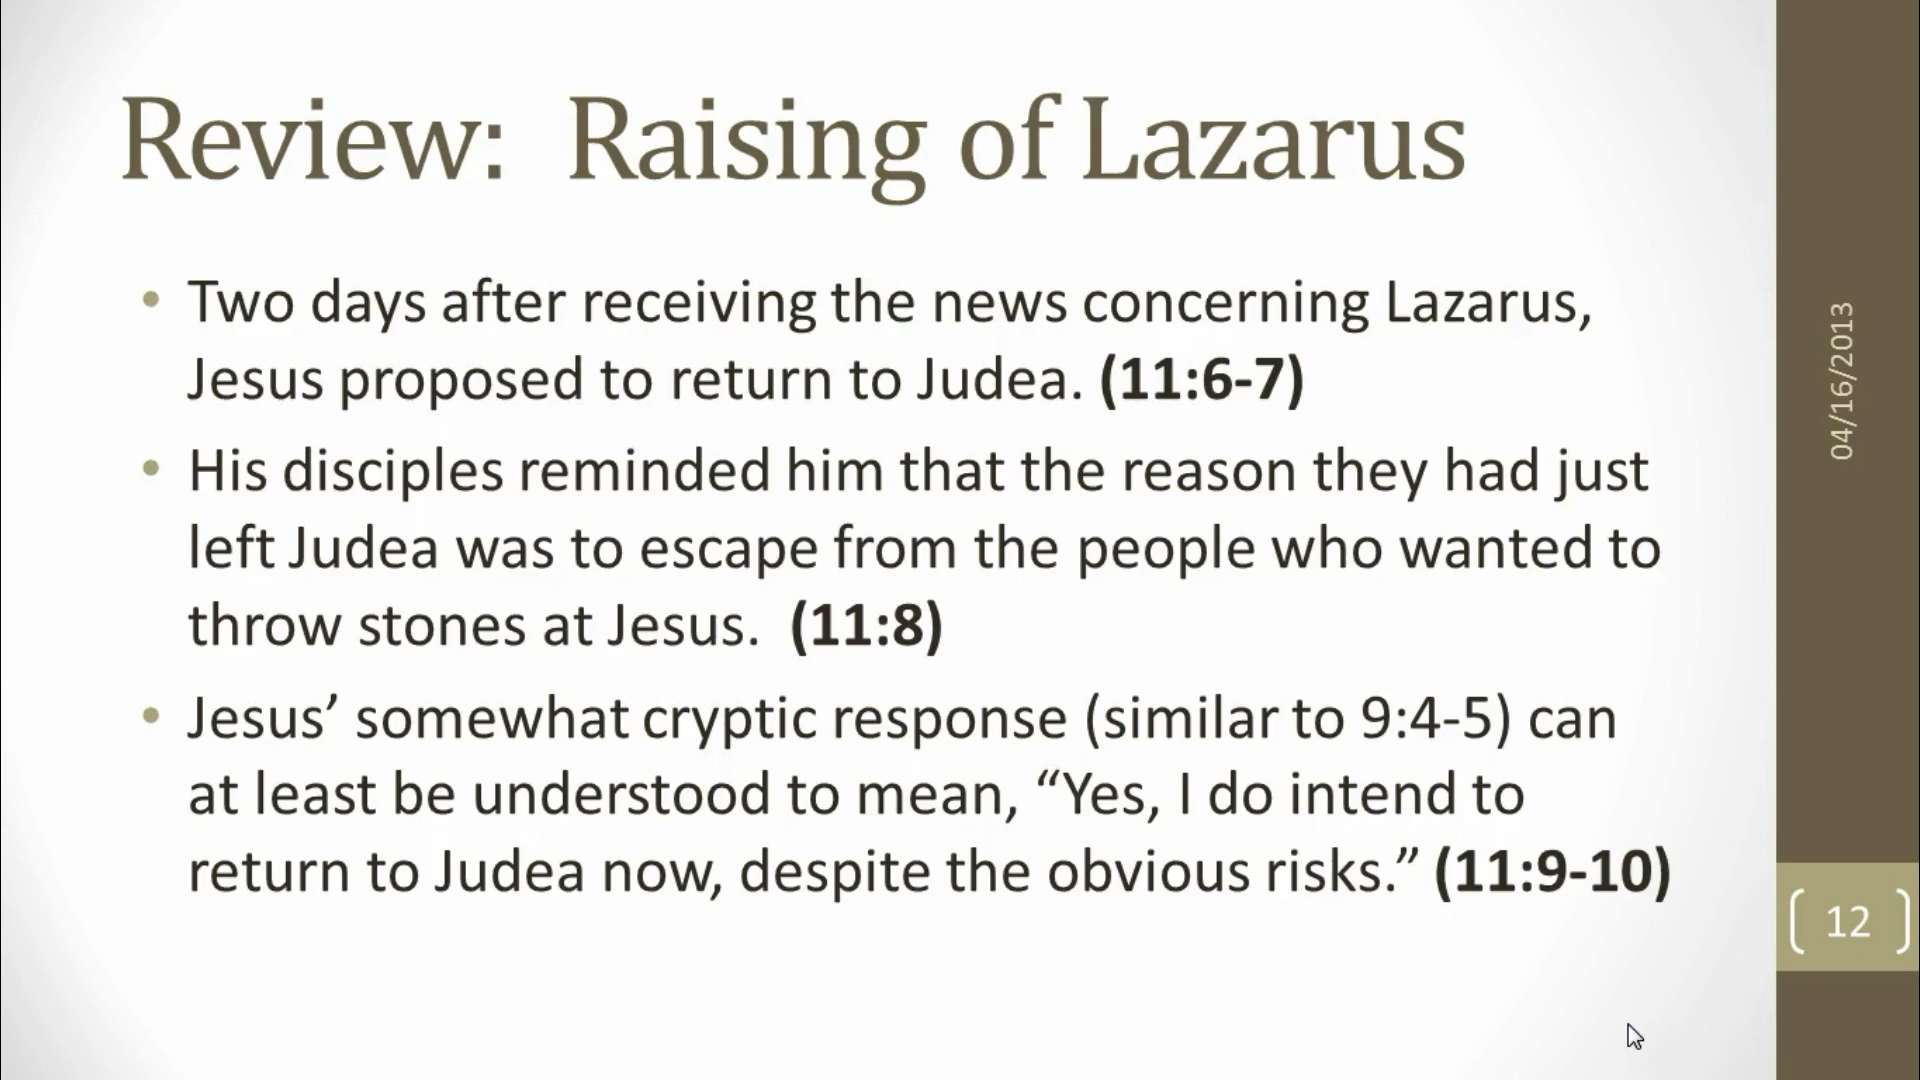 Review:  Raising of Lazarus
• Two days after receiving the news concerning Lazarus,
Jesus proposed to return to Judea. (11:6-7)
• His disciples reminded him that the reason they had just
left Judea was to escape from the people who wanted to
throw stones at Jesus.  (11:8)
• Jesus’ somewhat cryptic response (similar to 9:4-5) can
at least be understood to mean, “Yes, I do intend to
return to Judea now, despite the obvious risks.” (11:9-10)
04/16/2013
12